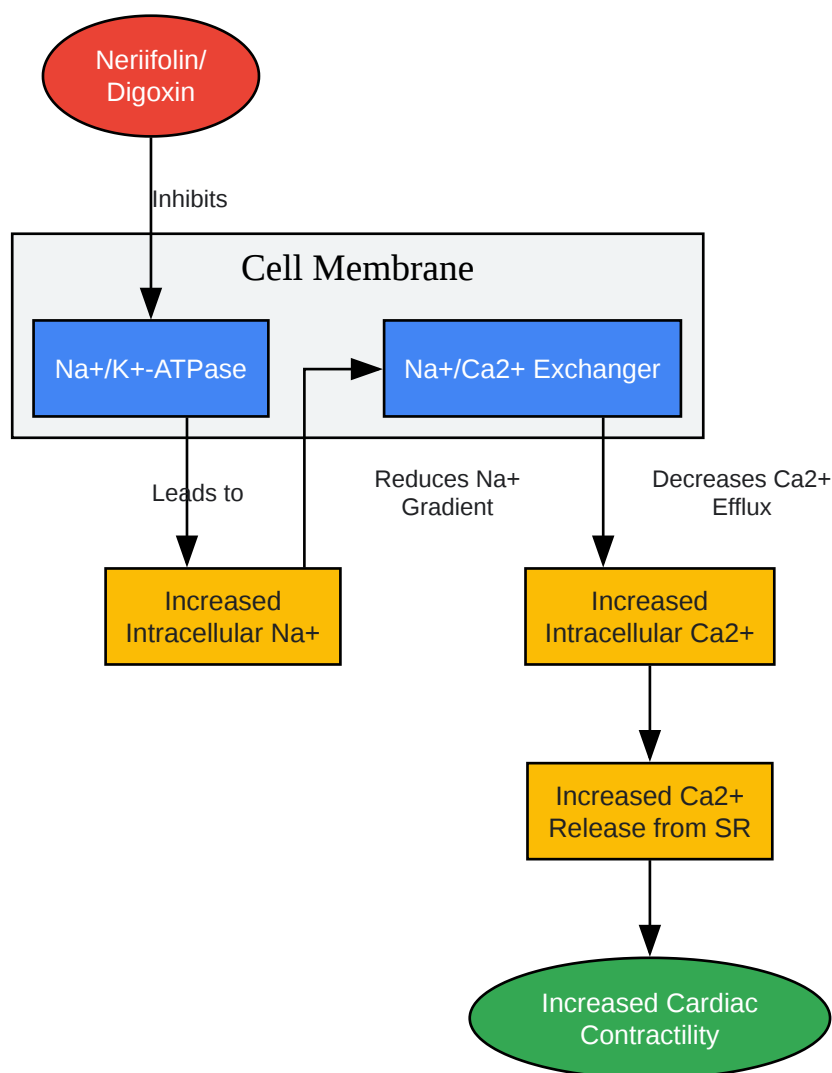 Neriifolin/
Digoxin
Inhibits
Cell Membrane
Na+/K+-ATPase
Na+/Ca2+ Exchanger
Leads to
Reduces Na+
Gradient
Decreases Ca2+
Efflux
Increased
Intracellular Na+
Increased
Intracellular Ca2+
Increased Ca2+
Release from SR
Increased Cardiac
Contractility